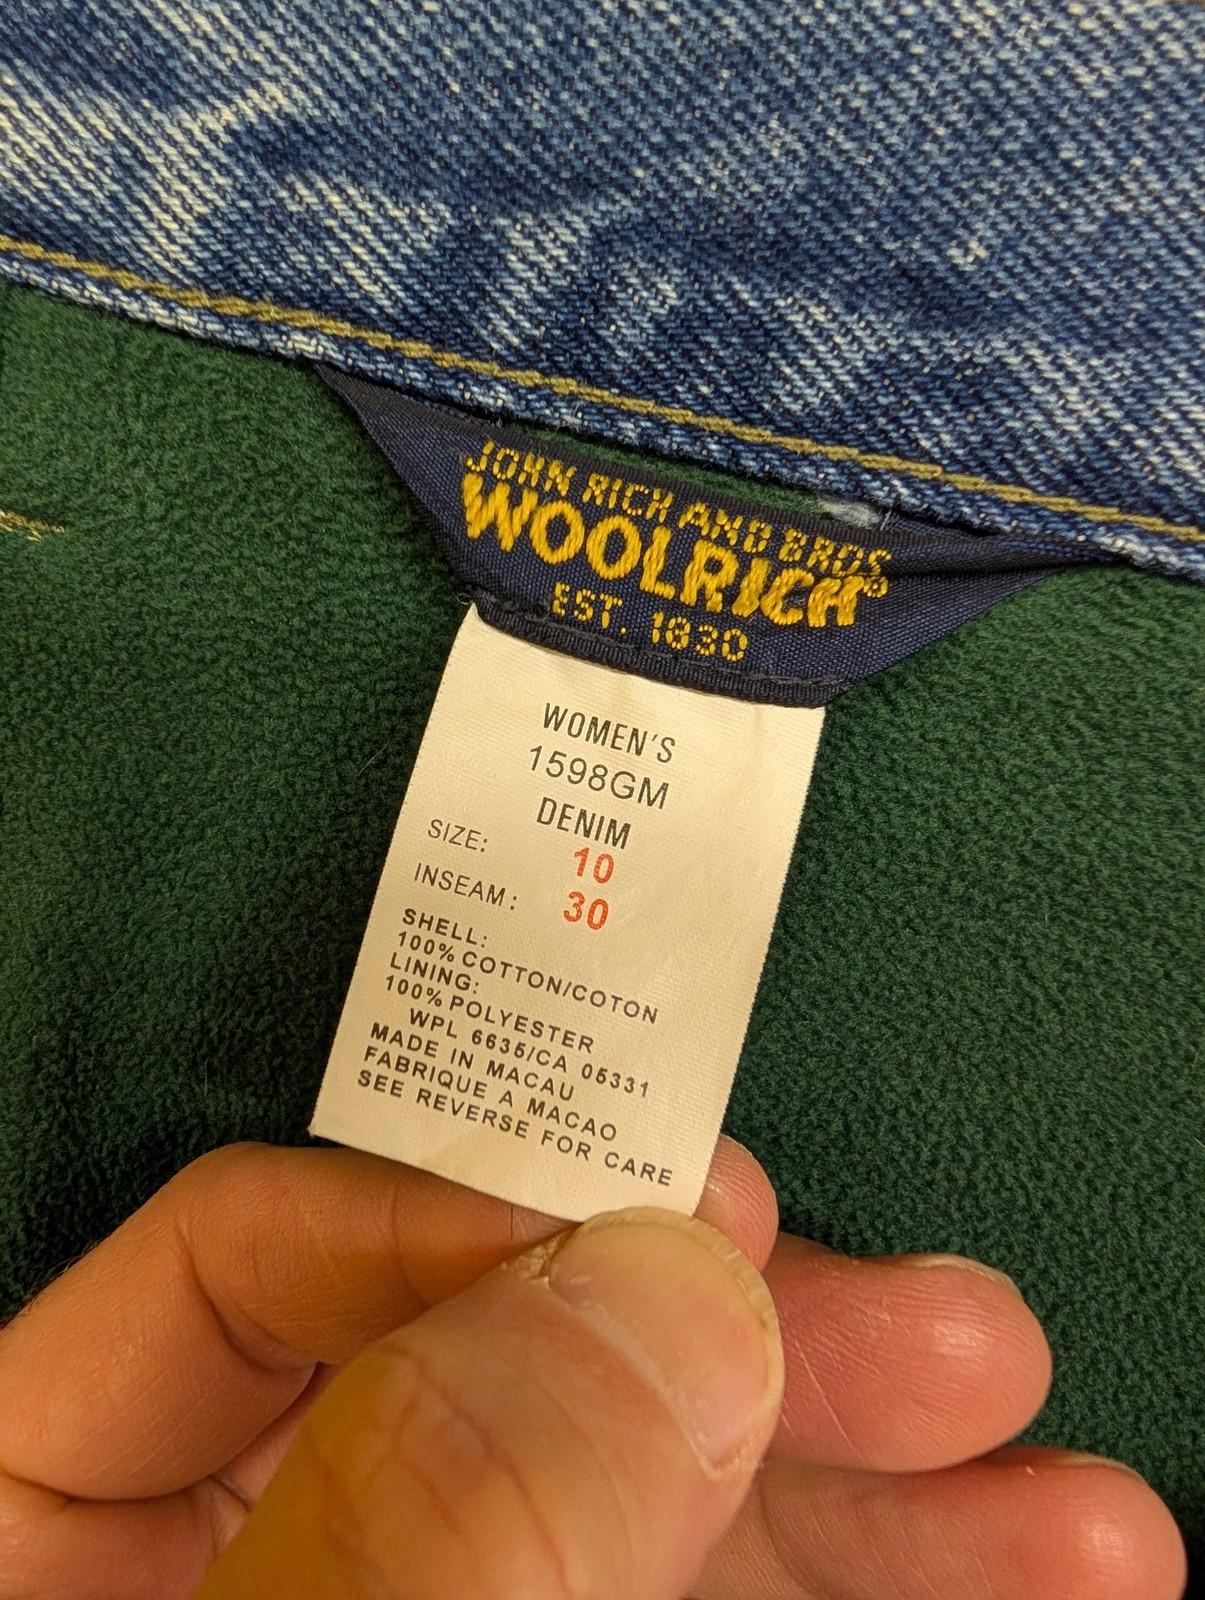 JOHN RICH AND BROS
WOOLRICH®
EST. 1830
WOMEN'S
1598GM
DENIM
SIZE: 10
INSEAM: 30
SHELL:
100% COTTON/COTON
LINING:
100% POLYESTER
WPL 6635/CA 05331
MADE IN MACAU
FABRIQUE A MACAO
SEE REVERSE FOR CARE